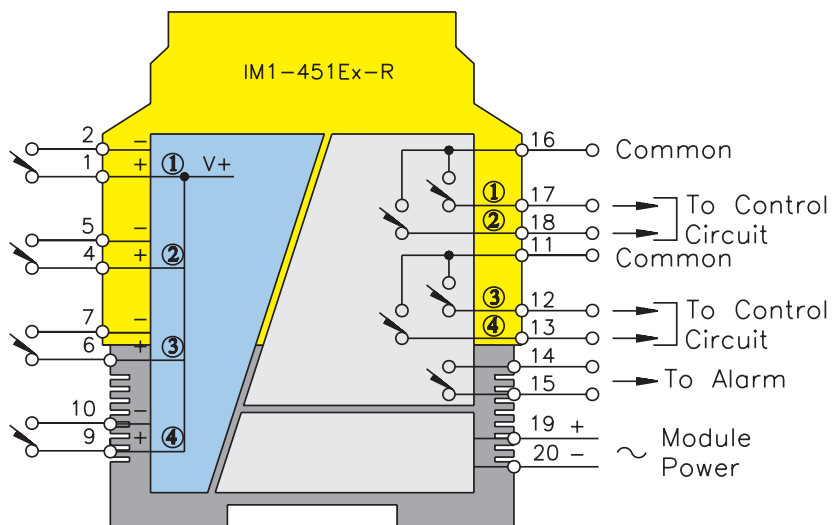 IM1-451Ex-R
2 −
1 + ① V+
5 −
4 + ②
7 −
6 + ③
10 −
9 + ④
16 Common
① 17 To Control
② 18 Circuit
11 Common
③ 12 To Control
④ 13 Circuit
14
15 To Alarm
19 + Module
20 − ~ Power